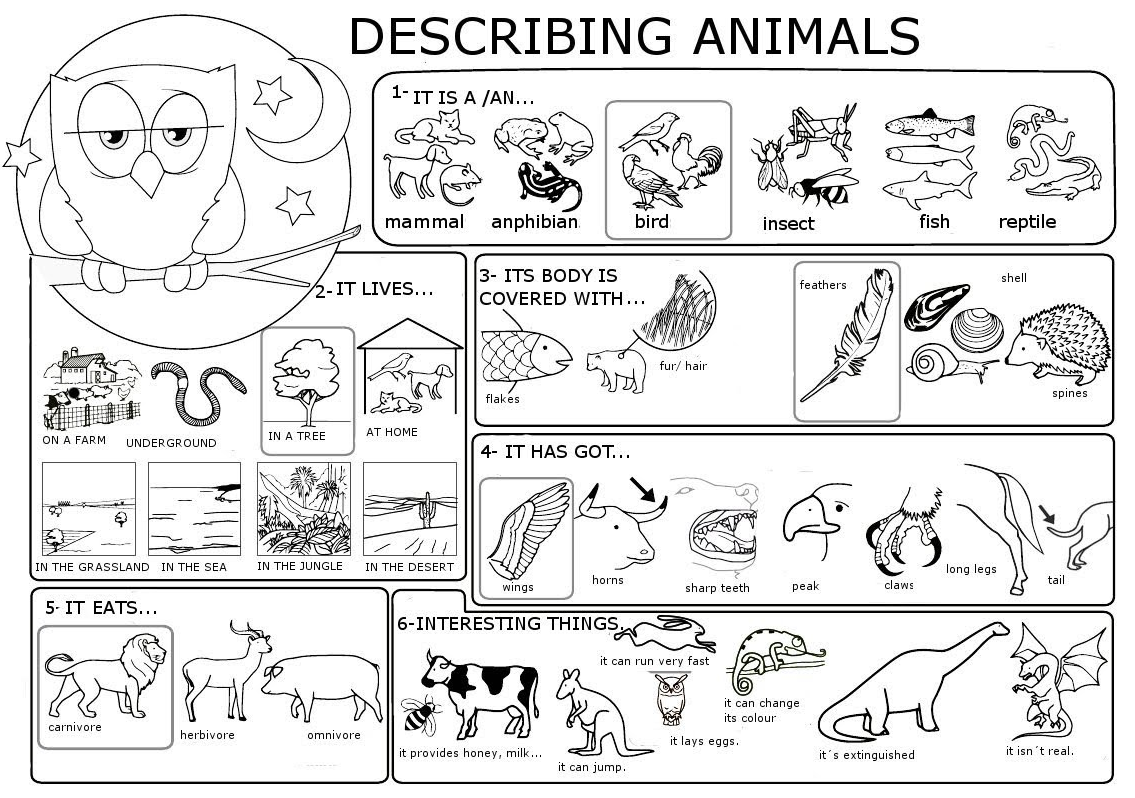 DESCRIBING ANIMALS
1- IT IS A /AN...
mammal
anphibian
bird
insect
fish
reptile
2- IT LIVES...
ON A FARM
UNDERGROUND
IN A TREE
AT HOME
IN THE GRASSLAND
IN THE SEA
IN THE JUNGLE
IN THE DESERT
3- ITS BODY IS
COVERED WITH...
flakes
fur/ hair
feathers
shell
spines
4- IT HAS GOT...
wings
horns
sharp teeth
peak
claws
long legs
tail
5- IT EATS...
carnivore
herbivore
omnivore
6-INTERESTING THINGS.
it provides honey, milk...
it can jump.
it can run very fast
it lays eggs.
it can change
its colour
it´s extinguished
it isn´t real.